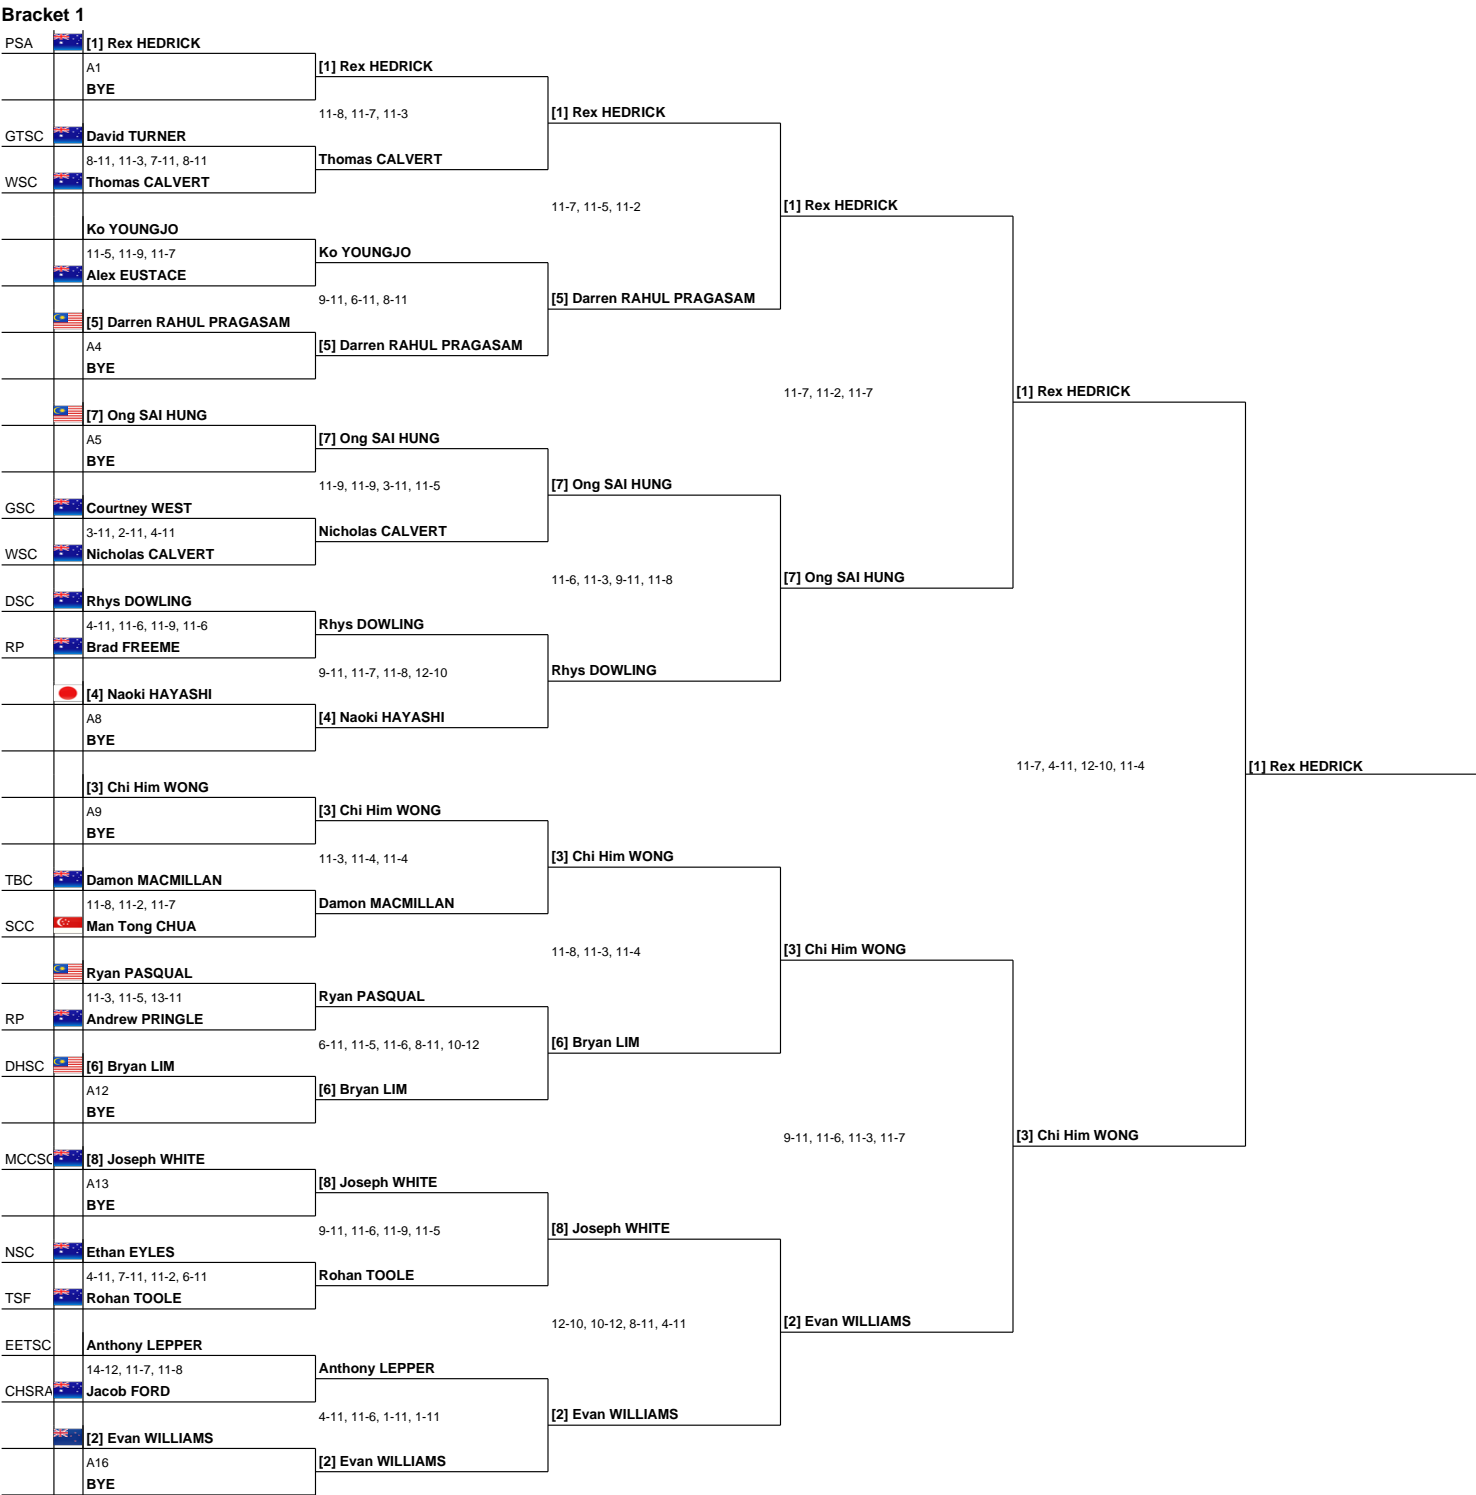 Bracket 1
PSA [1] Rex HEDRICK
A1 [1] Rex HEDRICK
BYE
11-8, 11-7, 11-3 [1] Rex HEDRICK
GTSC David TURNER
8-11, 11-3, 7-11, 8-11 Thomas CALVERT
WSC Thomas CALVERT
11-7, 11-5, 11-2 [1] Rex HEDRICK
Ko YOUNGJO
11-5, 11-9, 11-7 Ko YOUNGJO
Alex EUSTACE
9-11, 6-11, 8-11 [5] Darren RAHUL PRAGASAM
[5] Darren RAHUL PRAGASAM
A4 [5] Darren RAHUL PRAGASAM
BYE
11-7, 11-2, 11-7 [1] Rex HEDRICK
[7] Ong SAI HUNG
A5 [7] Ong SAI HUNG
BYE
11-9, 11-9, 3-11, 11-5 [7] Ong SAI HUNG
GSC Courtney WEST
3-11, 2-11, 4-11 Nicholas CALVERT
WSC Nicholas CALVERT
11-6, 11-3, 9-11, 11-8 [7] Ong SAI HUNG
DSC Rhys DOWLING
4-11, 11-6, 11-9, 11-6 Rhys DOWLING
RP Brad FREEME
9-11, 11-7, 11-8, 12-10 Rhys DOWLING
[4] Naoki HAYASHI
A8 [4] Naoki HAYASHI
BYE
11-7, 4-11, 12-10, 11-4 [1] Rex HEDRICK
[3] Chi Him WONG
A9 [3] Chi Him WONG
BYE
11-3, 11-4, 11-4 [3] Chi Him WONG
TBC Damon MACMILLAN
11-8, 11-2, 11-7 Damon MACMILLAN
SCC Man Tong CHUA
11-8, 11-3, 11-4 [3] Chi Him WONG
Ryan PASQUAL
11-3, 11-5, 13-11 Ryan PASQUAL
RP Andrew PRINGLE
6-11, 11-5, 11-6, 8-11, 10-12 [6] Bryan LIM
DHSC [6] Bryan LIM
A12 [6] Bryan LIM
BYE
9-11, 11-6, 11-3, 11-7 [3] Chi Him WONG
MCCSC [8] Joseph WHITE
A13 [8] Joseph WHITE
BYE
9-11, 11-6, 11-9, 11-5 [8] Joseph WHITE
NSC Ethan EYLES
4-11, 7-11, 11-2, 6-11 Rohan TOOLE
TSF Rohan TOOLE
12-10, 10-12, 8-11, 4-11 [2] Evan WILLIAMS
EETSC Anthony LEPPER
14-12, 11-7, 11-8 Anthony LEPPER
CHSRA Jacob FORD
4-11, 11-6, 1-11, 1-11 [2] Evan WILLIAMS
[2] Evan WILLIAMS
A16 [2] Evan WILLIAMS
BYE